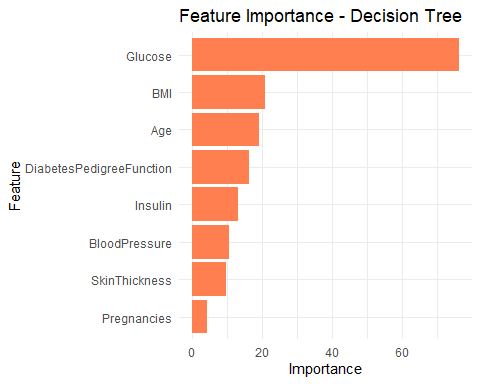 Feature Importance - Decision Tree
Feature
Glucose
BMI
Age
DiabetesPedigreeFunction
Insulin
BloodPressure
SkinThickness
Pregnancies
0 20 40 60
Importance